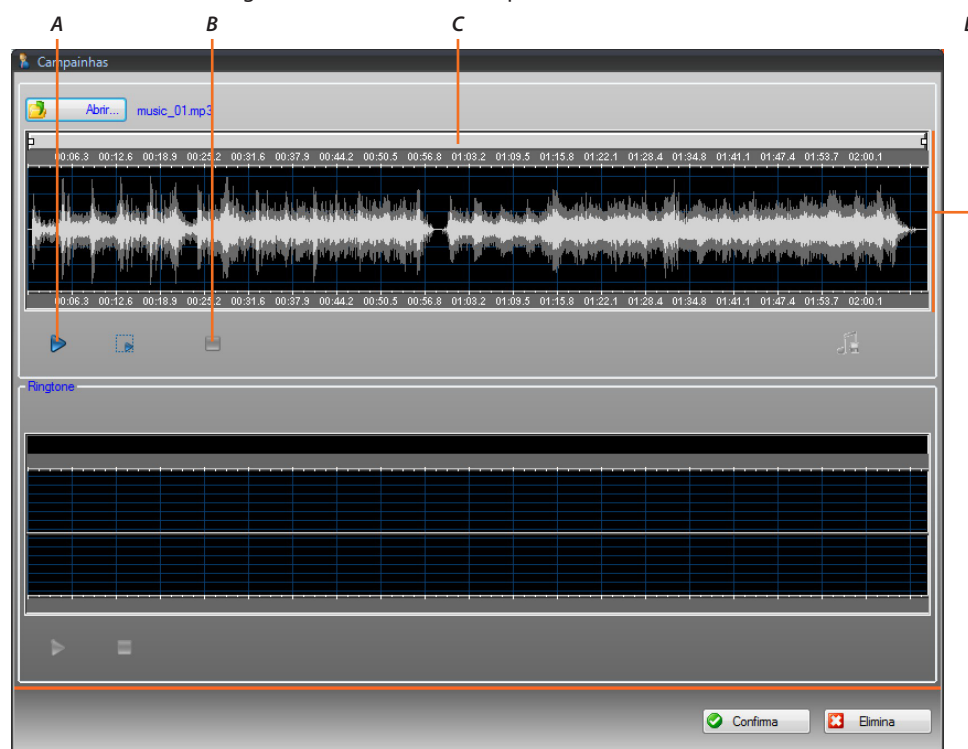 A B C
Campainhas
Abrir... music_01.mp3
00:06.3 00:12.6 00:18.9 00:25.2 00:31.6 00:37.9 00:44.2 00:50.5 00:56.8 01:03.2 01:09.5 01:15.8 01:22.1 01:28.4 01:34.8 01:41.1 01:47.4 01:53.7 02:00.1
00:06.3 00:12.6 00:18.9 00:25.2 00:31.6 00:37.9 00:44.2 00:50.5 00:56.8 01:03.2 01:09.5 01:15.8 01:22.1 01:28.4 01:34.8 01:41.1 01:47.4 01:53.7 02:00.1
Ringtone
Confirma Elimina